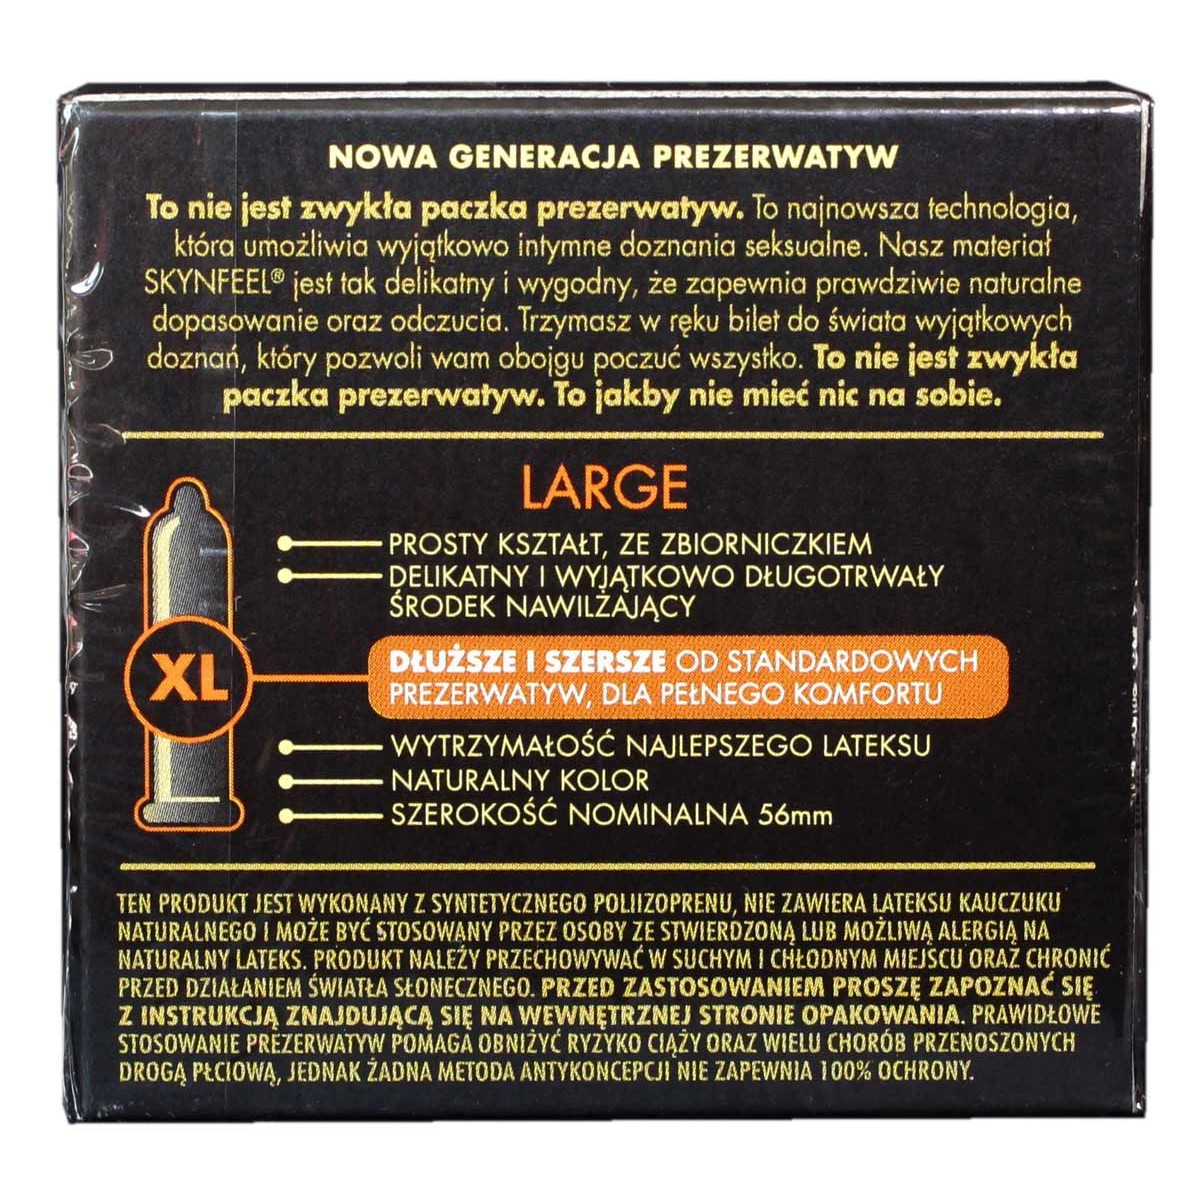 NOWA GENERACJA PREZERWATYW
To nie jest zwykła paczka prezerwatyw. To najnowsza technologia,
która umożliwia wyjątkowo intymne doznania seksualne. Nasz materiał
SKYNFEEL® jest tak delikatny i wygodny, że zapewnia prawdziwie naturalne
dopasowanie oraz odczucia. Trzymasz w ręku bilet do świata wyjątkowych
doznań, który pozwoli wam obojgu poczuć wszystko. To nie jest zwykła
paczka prezerwatyw. To jakby nie mieć nic na sobie.
LARGE
PROSTY KSZTAŁT, ZE ZBIORNICZKIEM
DELIKATNY I WYJĄTKOWO DŁUGOTRWAŁY
ŚRODEK NAWILŻAJĄCY
XL
DŁUŻSZE I SZERSZE OD STANDARDOWYCH
PREZERWATYW, DLA PEŁNEGO KOMFORTU
WYTRZYMAŁOŚĆ NAJLEPSZEGO LATEKSU
NATURALNY KOLOR
SZEROKOŚĆ NOMINALNA 56mm
TEN PRODUKT JEST WYKONANY Z SYNTETYCZNEGO POLIIZOPRENU, NIE ZAWIERA LATEKSU KAUCZUKU
NATURALNEGO I MOŻE BYĆ STOSOWANY PRZEZ OSOBY ZE STWIERDZONĄ LUB MOŻLIWĄ ALERGIĄ NA
NATURALNY LATEKS. PRODUKT NALEŻY PRZECHOWYWAĆ W SUCHYM I CHŁODNYM MIEJSCU ORAZ CHRONIĆ
PRZED DZIAŁANIEM ŚWIATŁA SŁONECZNEGO. PRZED ZASTOSOWANIEM PROSZĘ ZAPOZNAĆ SIĘ
Z INSTRUKCJĄ ZNAJDUJĄCĄ SIĘ NA WEWNĘTRZNEJ STRONIE OPAKOWANIA. PRAWIDŁOWE
STOSOWANIE PREZERWATYW POMAGA OBNIŻYĆ RYZYKO CIĄŻY ORAZ WIELU CHORÓB PRZENOSZONYCH
DROGĄ PŁCIOWĄ, JEDNAK ŻADNA METODA ANTYKONCEPCJI NIE ZAPEWNIA 100% OCHRONY.